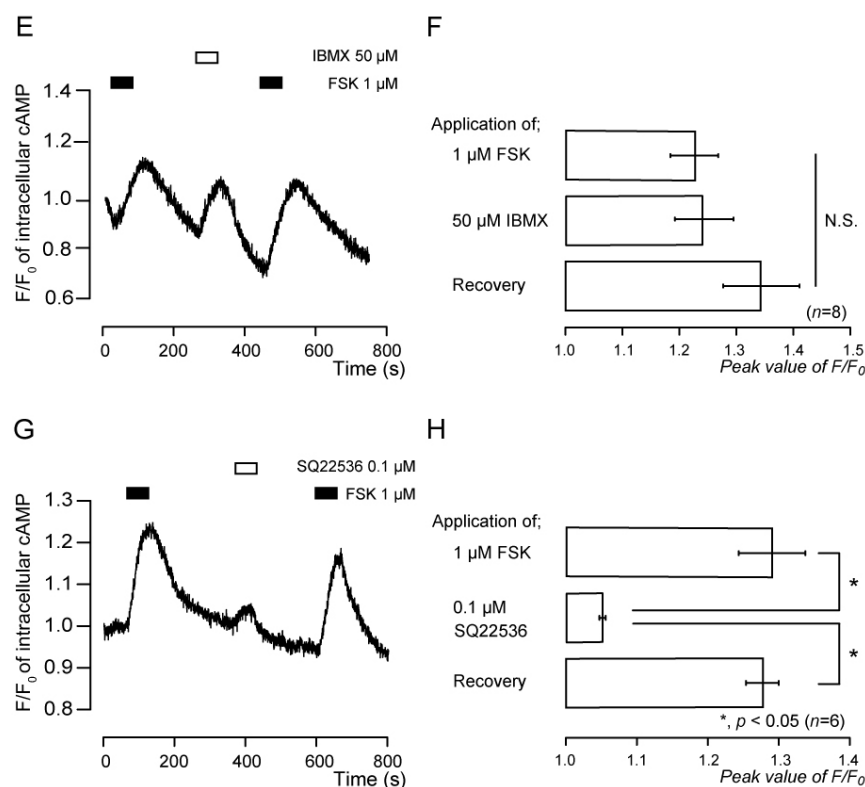 E
IBMX 50 µM
FSK 1 µM
F/F0 of intracellular cAMP
1.4
1.2
1.0
0.8
0.6
0 200 400 600 800
Time (s)
F
Application of;
1 µM FSK
50 µM IBMX
Recovery
N.S.
(n=8)
1.0 1.1 1.2 1.3 1.4 1.5
Peak value of F/F0
G
SQ22536 0.1 µM
FSK 1 µM
F/F0 of intracellular cAMP
1.3
1.2
1.1
1.0
0.9
0.8
0 200 400 600 800
Time (s)
H
Application of;
1 µM FSK
0.1 µM
SQ22536
Recovery
*
*
*, p < 0.05 (n=6)
1.0 1.1 1.2 1.3 1.4
Peak value of F/F0